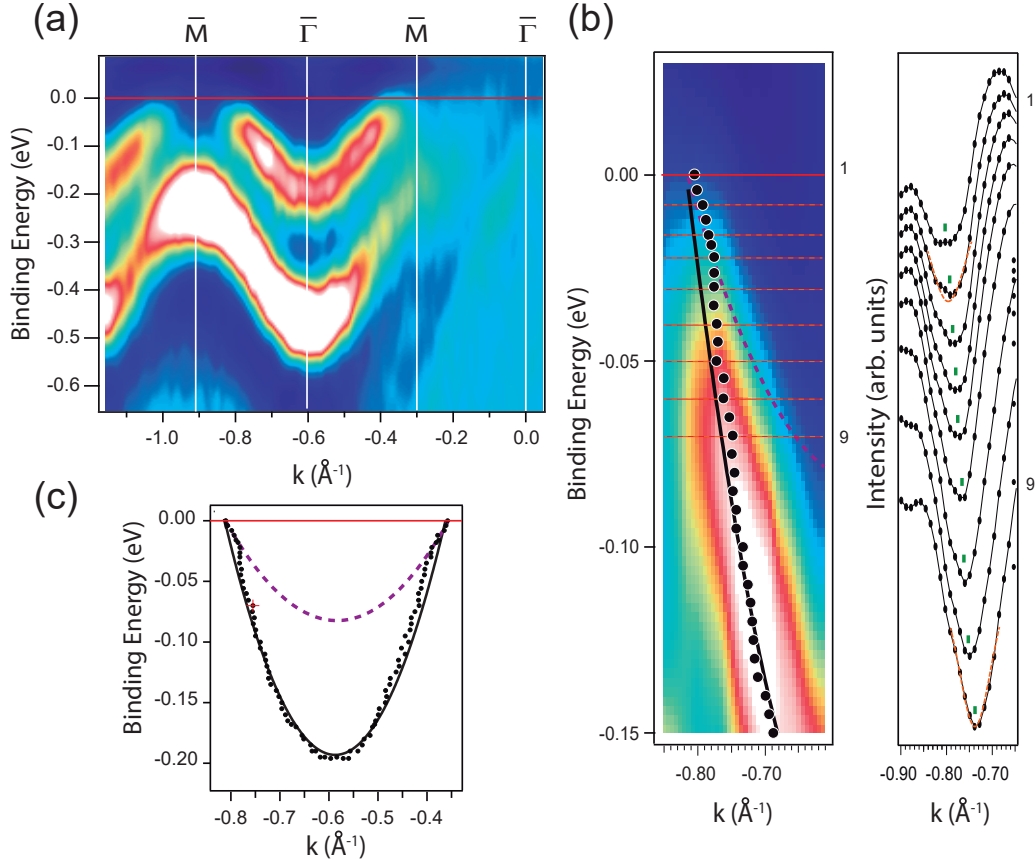 (a)
M̅ Γ̅ M̅ Γ̅
0.0
-0.1
-0.2
-0.3
-0.4
-0.5
-0.6
Binding Energy (eV)
-1.0 -0.8 -0.6 -0.4 -0.2 0.0
k (Å⁻¹)
(b)
0.00
-0.05
-0.10
-0.15
Binding Energy (eV)
1
9
-0.80 -0.70
k (Å⁻¹)
Intensity (arb. units)
1
9
-0.90 -0.80 -0.70
k (Å⁻¹)
(c)
0.00
-0.05
-0.10
-0.15
-0.20
Binding Energy (eV)
-0.8 -0.7 -0.6 -0.5 -0.4
k (Å⁻¹)